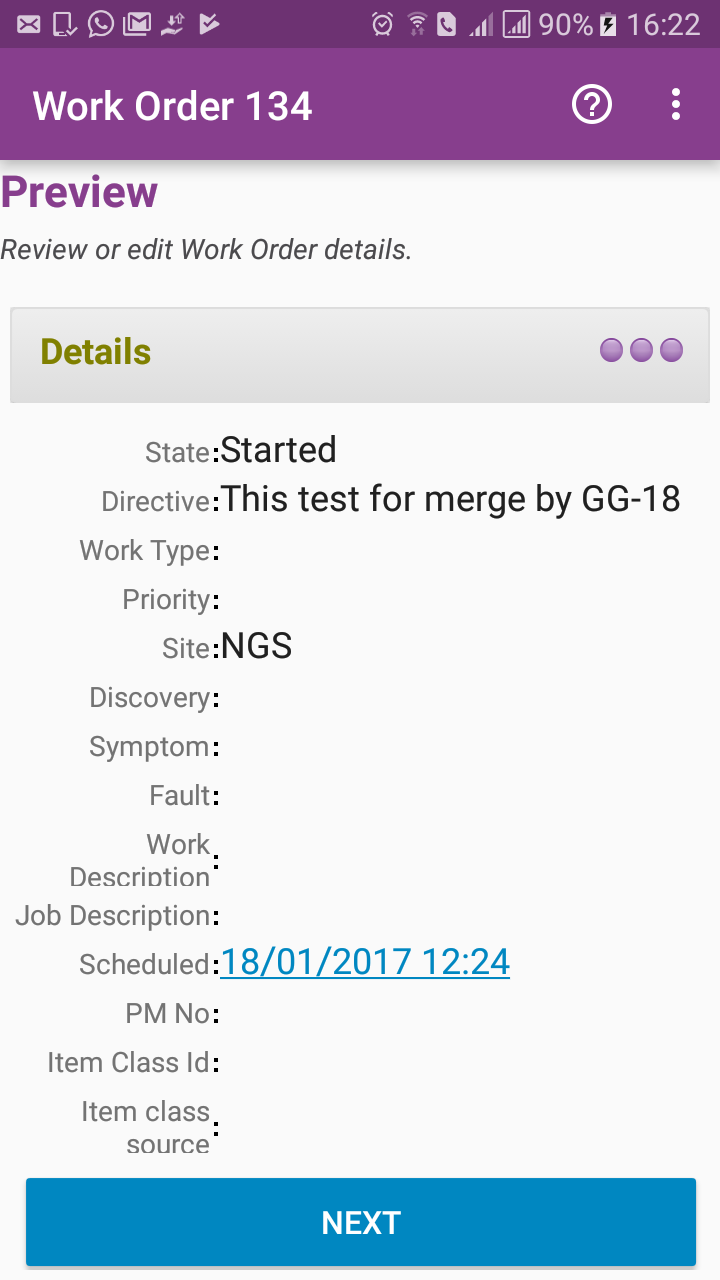 90% 16:22
Work Order 134
Preview
Review or edit Work Order details.
Details
State:Started
Directive:This test for merge by GG-18
Work Type:
Priority:
Site:NGS
Discovery:
Symptom:
Fault:
Work
Description:
Job Description:
Scheduled:18/01/2017 12:24
PM No:
Item Class Id:
Item class
source:
NEXT